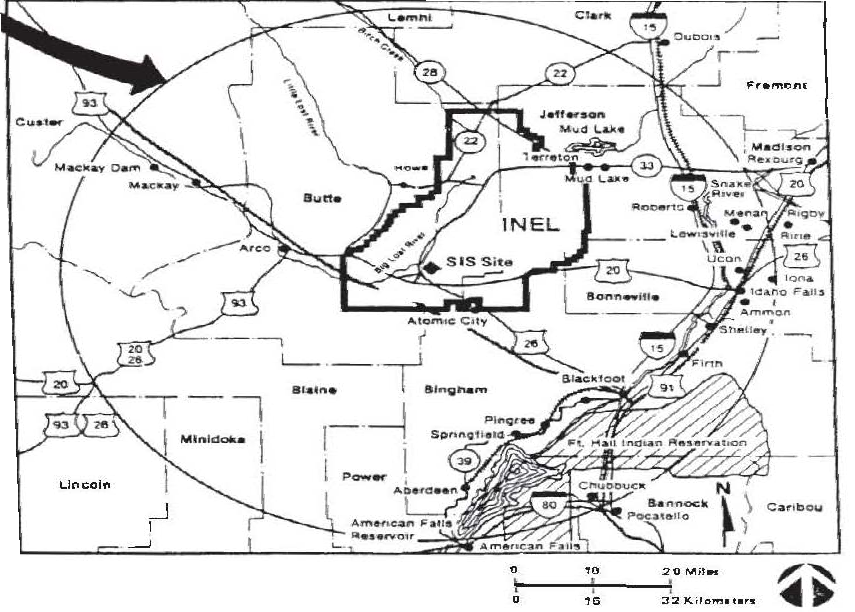 Lemhi
Clark
15
Dubois
Birch Creek
28
22
Fremont
93
Little Lost River
Custer
Jefferson
Mud Lake
22
Madison
Terreton
Rexburg
Mackay Dam
Howe
33
Mackay
Mud Lake
15
Snake
River
20
Butte
Roberts
Menan
Rigby
INEL
Lewisville
Ririe
Arco
Big Lost River
SIS Site
Ucon
26
20
Iona
Bonneville
Idaho Falls
93
Ammon
Atomic City
Shelley
20
26
26
15
Firth
20
Blackfoot
91
Blaine
Bingham
93
26
Pingree
Minidoka
Springfield
Ft. Hall Indian Reservation
39
Power
Lincoln
Aberdeen
Chubbuck
N
80
Bannock
Caribou
Pocatello
American Falls
Reservoir
American Falls
0 10 20 Miles
0 16 32 Kilometers